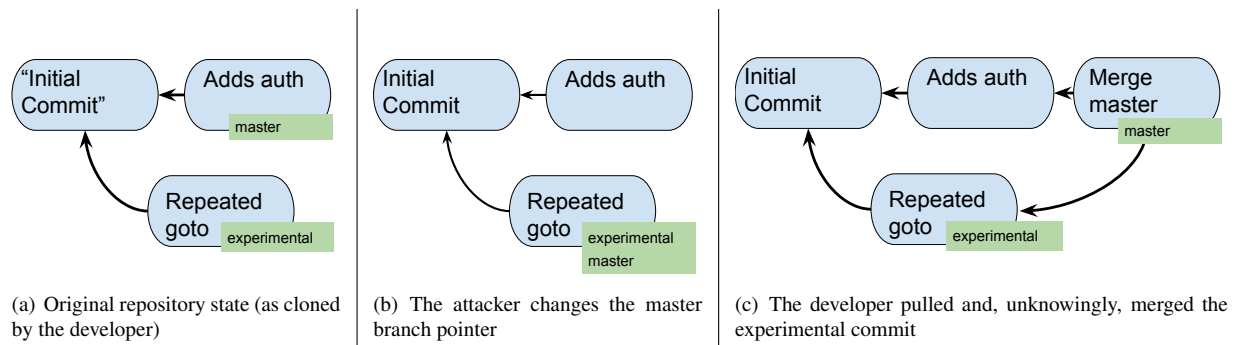 “Initial
Commit”
Adds auth
master
Repeated
goto
experimental
(a) Original repository state (as cloned
by the developer)
Initial
Commit
Adds auth
Repeated
goto
experimental
master
(b) The attacker changes the master
branch pointer
Initial
Commit
Adds auth
Merge
master
master
Repeated
goto
experimental
(c) The developer pulled and, unknowingly, merged the
experimental commit